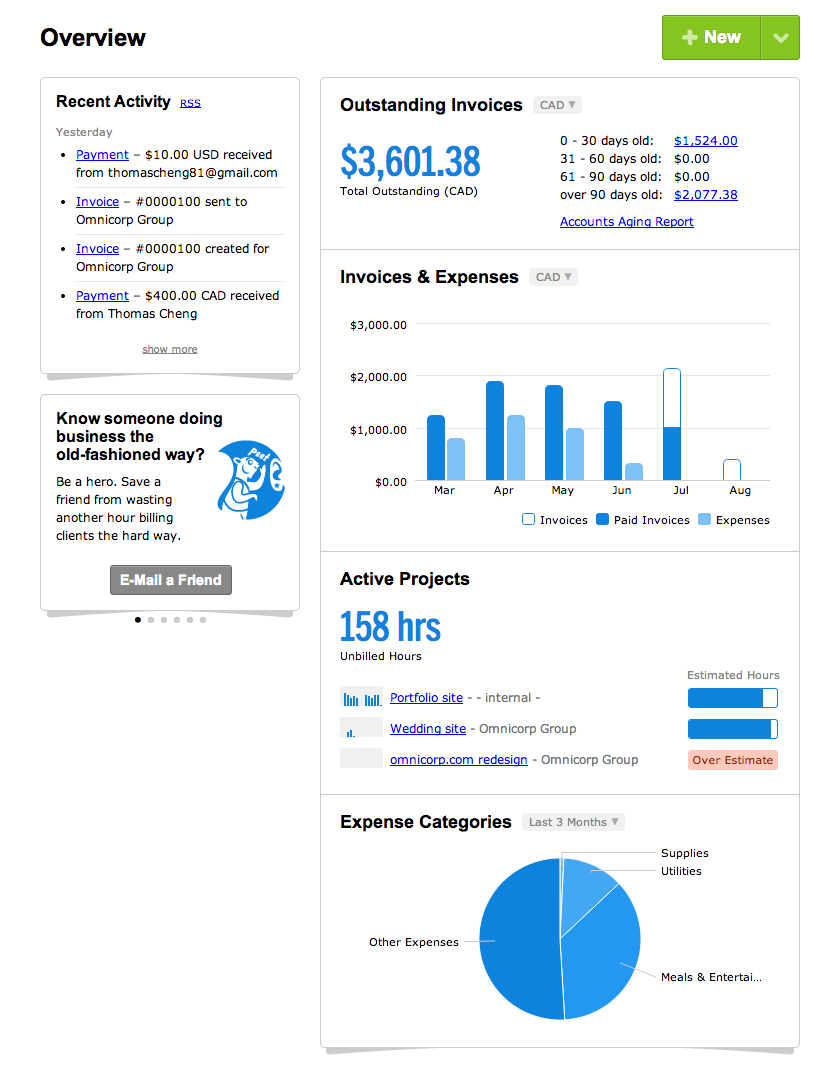 Overview
New
Recent Activity RSS
Yesterday
Payment – $10.00 USD received
from thomascheng81@gmail.com
Invoice – #0000100 sent to
Omnicorp Group
Invoice – #0000100 created for
Omnicorp Group
Payment – $400.00 CAD received
from Thomas Cheng
show more
Know someone doing
business the
old-fashioned way?
Be a hero. Save a
friend from wasting
another hour billing
clients the hard way.
psst
E-Mail a Friend
Outstanding Invoices CAD
$3,601.38
Total Outstanding (CAD)
0 - 30 days old: $1,524.00
31 - 60 days old: $0.00
61 - 90 days old: $0.00
over 90 days old: $2,077.38
Accounts Aging Report
Invoices & Expenses CAD
$3,000.00
$2,000.00
$1,000.00
$0.00
Mar Apr May Jun Jul Aug
Invoices Paid Invoices Expenses
Active Projects
158 hrs
Unbilled Hours
Estimated Hours
Portfolio site - - internal -
Wedding site - Omnicorp Group
omnicorp.com redesign - Omnicorp Group Over Estimate
Expense Categories Last 3 Months
Supplies
Utilities
Other Expenses
Meals & Entertai...